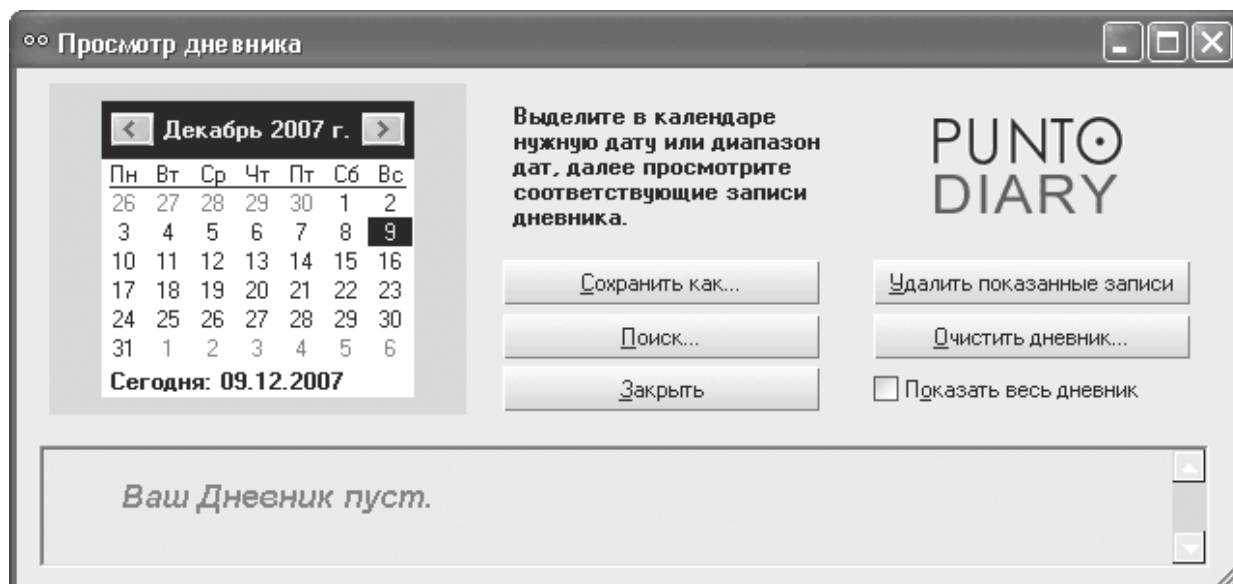 Просмотр дневника
Декабрь 2007 г.
Пн Вт Ср Чт Пт Сб Вс
26 27 28 29 30 1 2
3 4 5 6 7 8 9
10 11 12 13 14 15 16
17 18 19 20 21 22 23
24 25 26 27 28 29 30
31 1 2 3 4 5 6
Сегодня: 09.12.2007
Выделите в календаре
нужную дату или диапазон
дат, далее просмотрите
соответствующие записи
дневника.
PUNTO
DIARY
Сохранить как...
Поиск...
Закрыть
Удалить показанные записи
Очистить дневник...
Показать весь дневник
Ваш Дневник пуст.